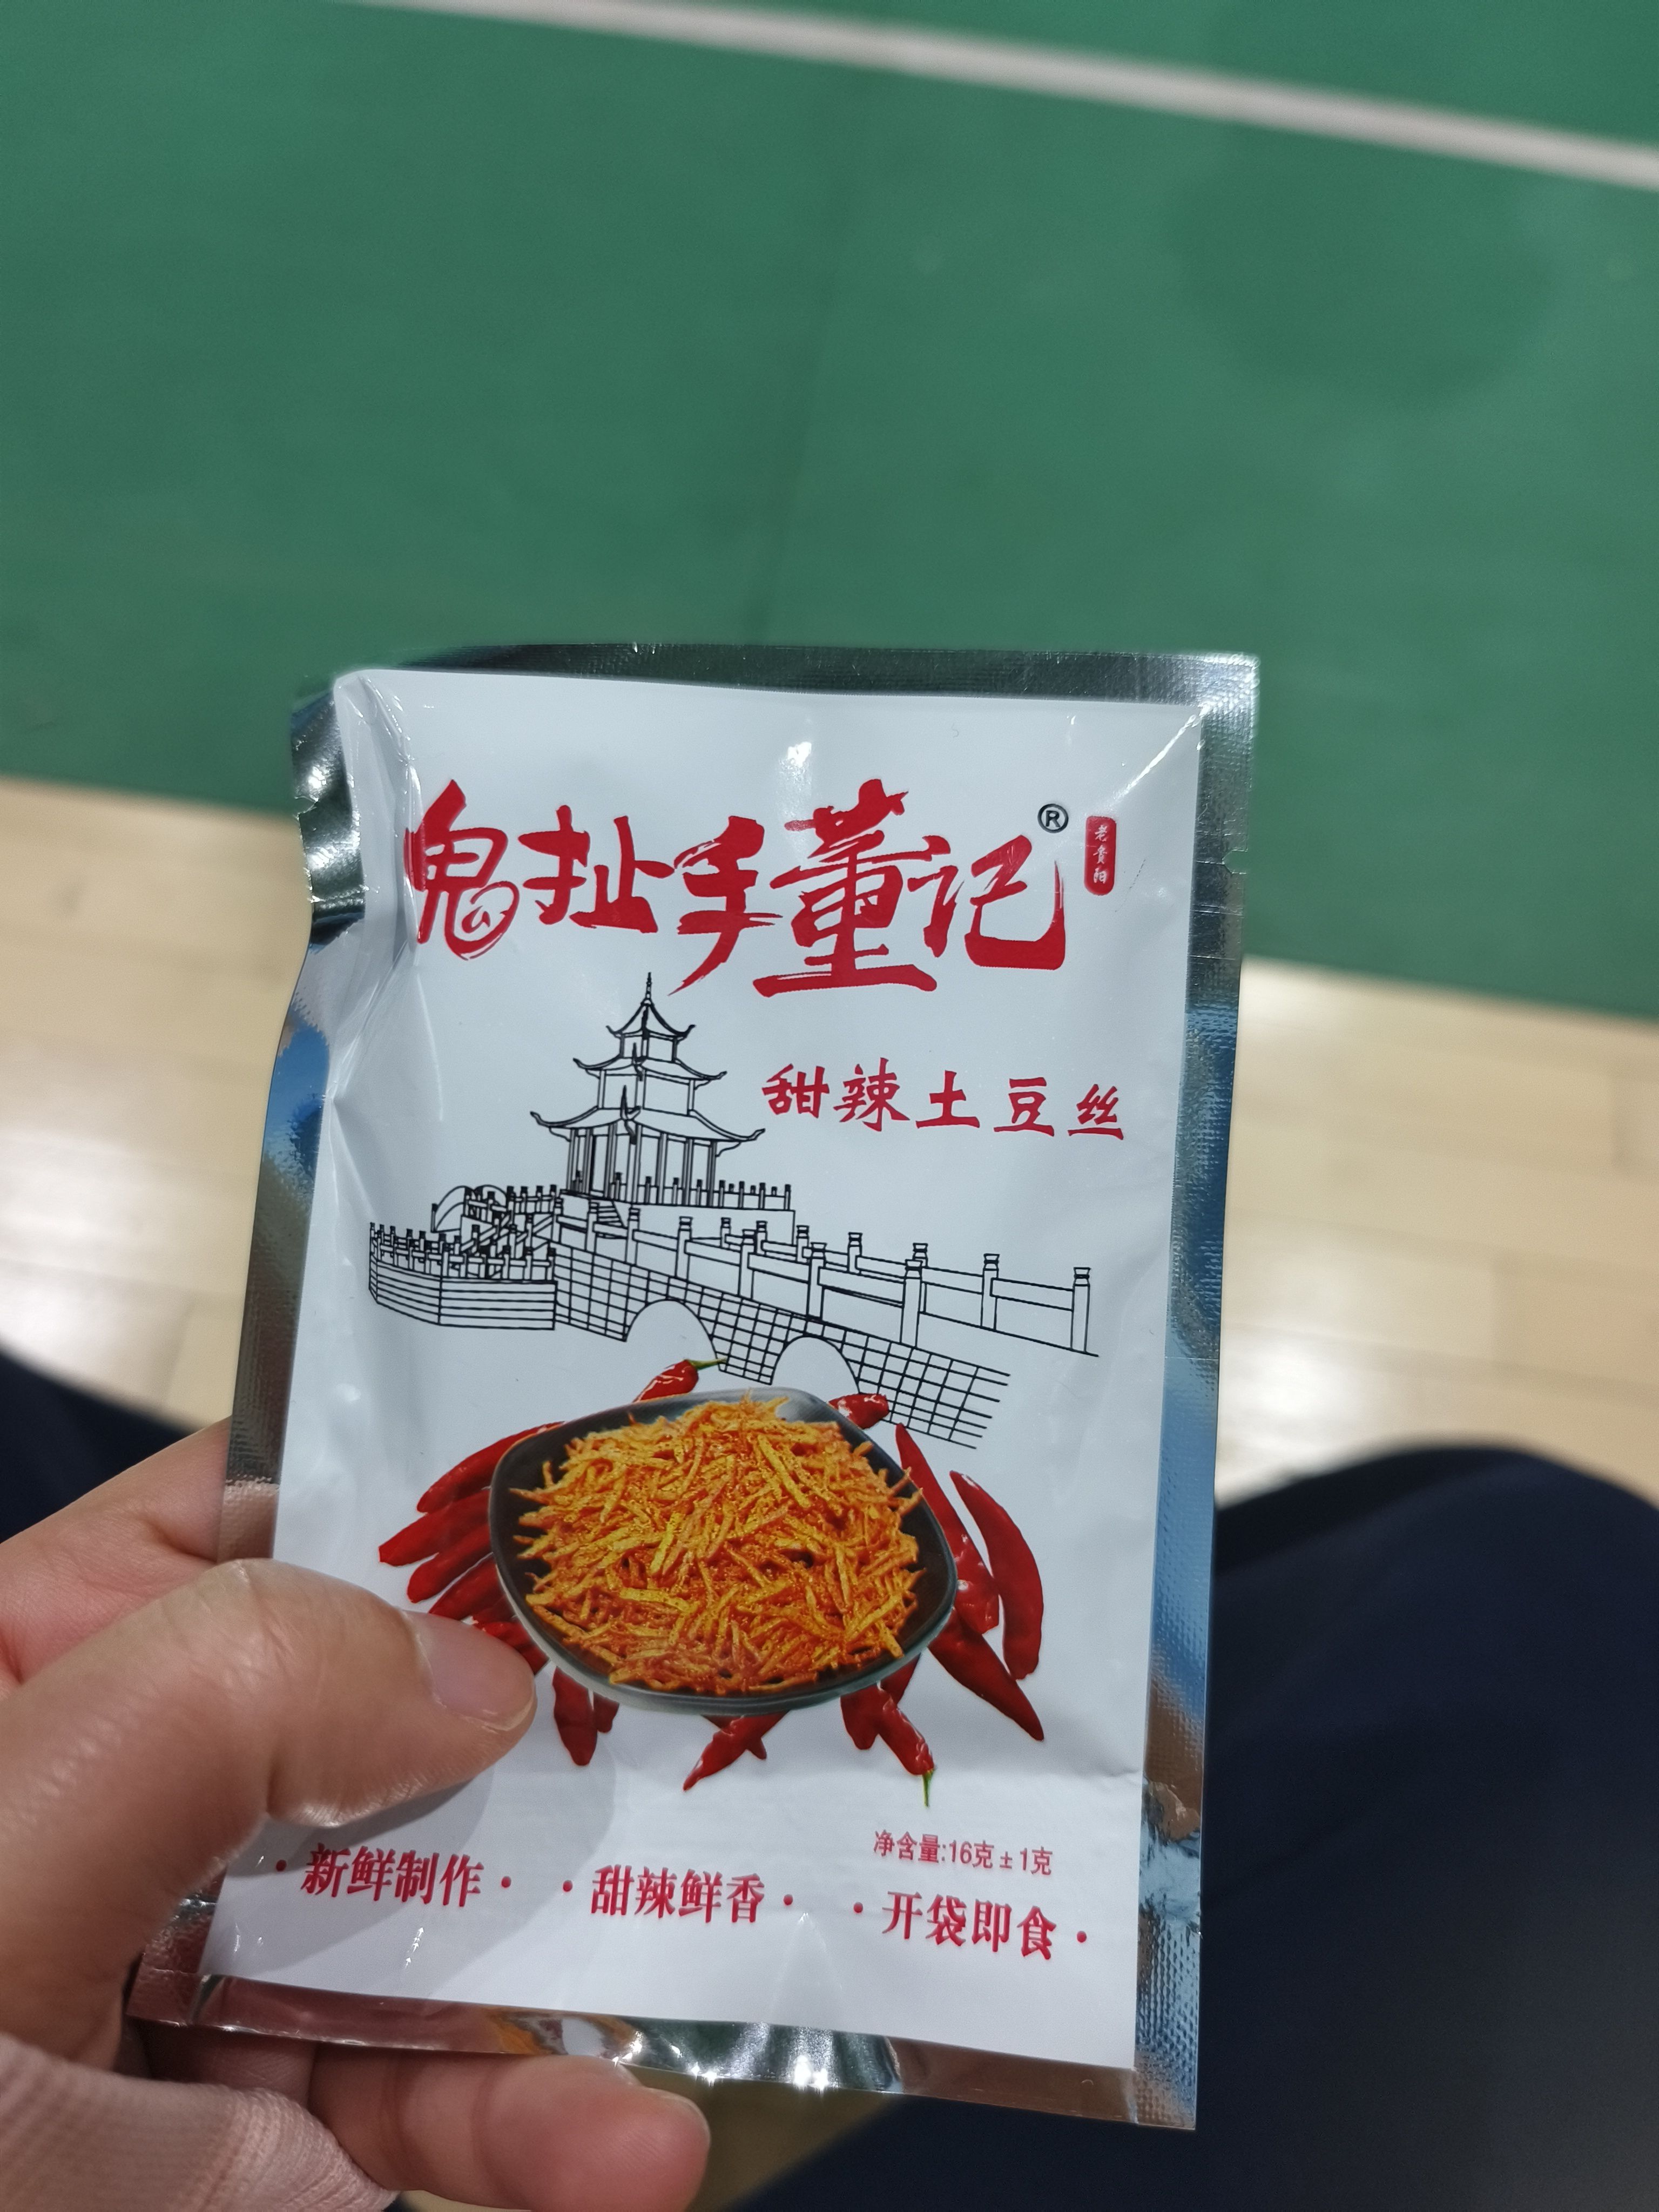 鬼扯手董记®
老贵阳
甜辣土豆丝
净含量:16克±1克
·新鲜制作· ·甜辣鲜香· ·开袋即食·